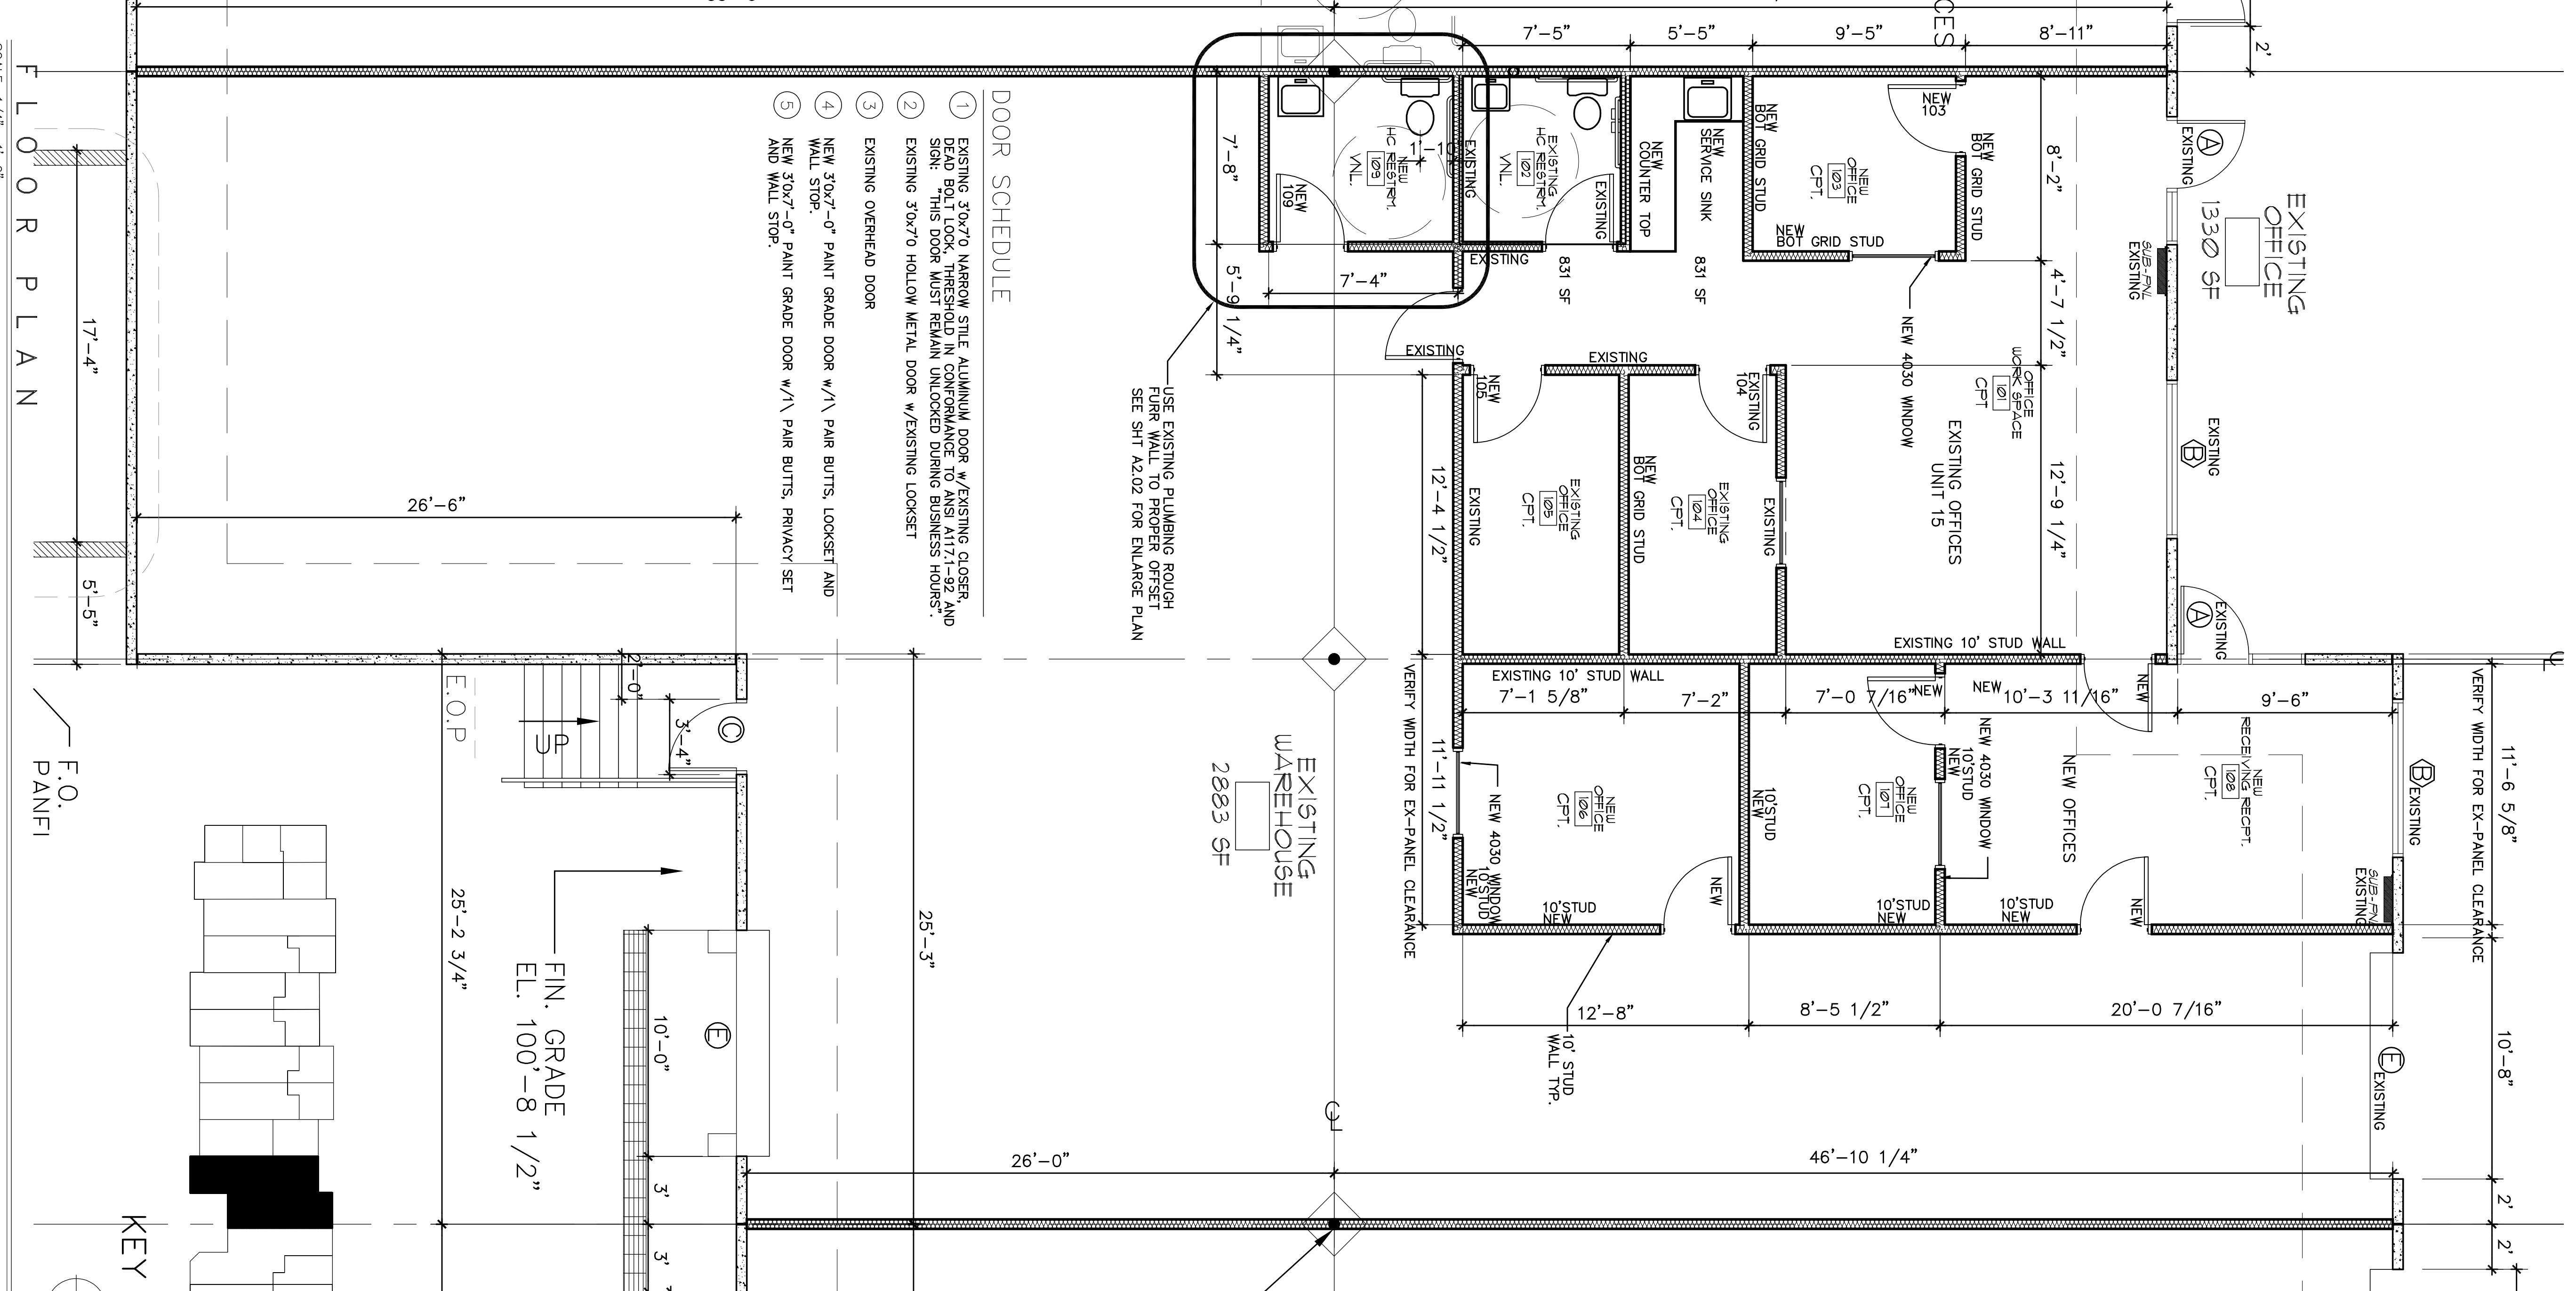 7'-5"
5'-5"
9'-5"
8'-11"
2'
EXISTING
OFFICE
1330 SF
A
EXISTING
SUB-PNL
EXISTING
EXISTING
B
A
EXISTING
NEW
103
NEW
BOT GRID STUD
NEW
BOT GRID STUD
NEW
OFFICE
103
CPT.
NEW
BOT GRID STUD
8'-2"
4'-7 1/2"
12'-9 1/4"
NEW
SERVICE SINK
NEW
COUNTER TOP
831 SF
831 SF
EXISTING
HC RESTRM.
102
VNL.
EXISTING
EXISTING
EXISTING
NEW
HC RESTRM.
109
VNL.
NEW
109
7'-8"
5'-9 1/4"
7'-4"
NEW 4030 WINDOW
OFFICE
WORK SPACE
101
CPT
EXISTING OFFICES
UNIT 15
EXISTING
EXISTING
NEW
105
EXISTING
104
EXISTING
OFFICE
104
CPT.
EXISTING
NEW
BOT GRID STUD
EXISTING
OFFICE
105
CPT.
EXISTING
12'-4 1/2"
EXISTING 10' STUD WALL
EXISTING 10' STUD WALL
7'-1 5/8"
7'-2"
7'-0 7/16"
NEW
NEW
10'-3 11/16"
NEW
9'-6"
VERIFY WIDTH FOR EX-PANEL CLEARANCE
11'-6 5/8"
B
EXISTING
NEW
RECEIVING RECPT.
108
CPT.
NEW OFFICES
NEW 4030 WINDOW
10'STUD
NEW
NEW
OFFICE
107
CPT.
10'STUD
NEW
NEW
OFFICE
106
CPT.
NEW 4030 WINDOW
10'STUD
NEW
11'-11 1/2"
VERIFY WIDTH FOR EX-PANEL CLEARANCE
10'STUD
NEW
NEW
10'STUD
NEW
10'STUD
NEW
NEW
SUB-PNL
EXISTING
12'-8"
8'-5 1/2"
20'-0 7/16"
10' STUD
WALL TYP.
10'-8"
E
EXISTING
2'
2'
26'-0"
46'-10 1/4"
EXISTING
WAREHOUSE
2883 SF
USE EXISTING PLUMBING ROUGH
FURR WALL TO PROPER OFFSET
SEE SHT A2.02 FOR ENLARGE PLAN
DOOR SCHEDULE
1 EXISTING 3'0x7'0 NARROW STILE ALUMINUM DOOR w/EXISTING CLOSER,
DEAD BOLT LOCK, THRESHOLD IN CONFORMANCE TO ANSI A117.1-92 AND
SIGN: "THIS DOOR MUST REMAIN UNLOCKED DURING BUSINESS HOURS".
2 EXISTING 3'0x7'0 HOLLOW METAL DOOR w/EXISTING LOCKSET
3 EXISTING OVERHEAD DOOR
4 NEW 3'0x7'-0" PAINT GRADE DOOR w/1\ PAIR BUTTS, LOCKSET AND
WALL STOP.
5 NEW 3'0x7'-0" PAINT GRADE DOOR w/1\ PAIR BUTTS, PRIVACY SET
AND WALL STOP.
26'-6"
17'-4"
5'-5"
FLOOR PLAN
2'-0"
3'-4"
C
UP
E.O.P
F.O.
25'-3"
25'-2 3/4"
FIN. GRADE
EL. 100'-8 1/2"
10'-0"
E
3'
3'
KEY